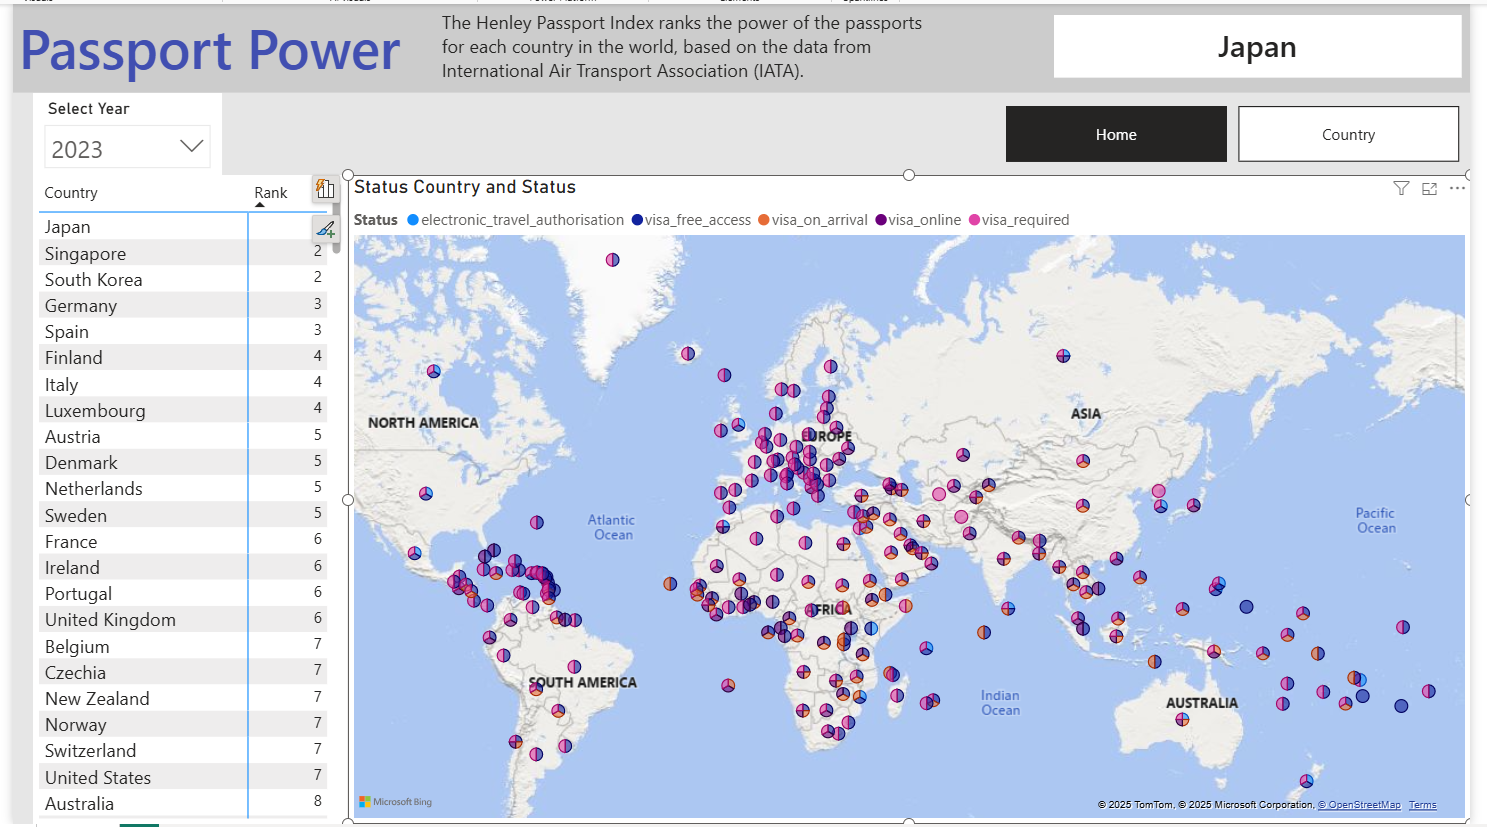 Passport Power
The Henley Passport Index ranks the power of the passports
for each country in the world, based on the data from
International Air Transport Association (IATA).
Japan
Home
Country
Select Year
2023
Country Rank
Japan
Singapore 2
South Korea 2
Germany 3
Spain 3
Finland 4
Italy 4
Luxembourg 4
Austria 5
Denmark 5
Netherlands 5
Sweden 5
France 6
Ireland 6
Portugal 6
United Kingdom 6
Belgium 7
Czechia 7
New Zealand 7
Norway 7
Switzerland 7
United States 7
Australia 8
Status Country and Status
Status electronic_travel_authorisation visa_free_access visa_on_arrival visa_online visa_required
NORTH AMERICA
EUROPE
ASIA
Atlantic
Ocean
Pacific
Ocean
AFRICA
SOUTH AMERICA
Indian
Ocean
AUSTRALIA
Microsoft Bing
© 2025 TomTom, © 2025 Microsoft Corporation, © OpenStreetMap Terms